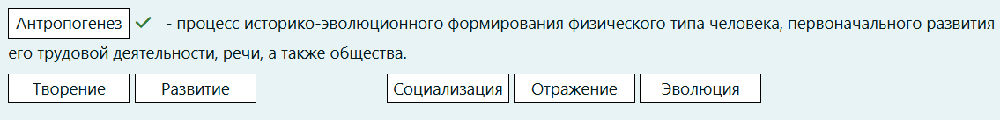 Антропогенез - процесс историко-эволюционного формирования физического типа человека, первоначального развития
его трудовой деятельности, речи, а также общества.
Творение Развитие Социализация Отражение Эволюция